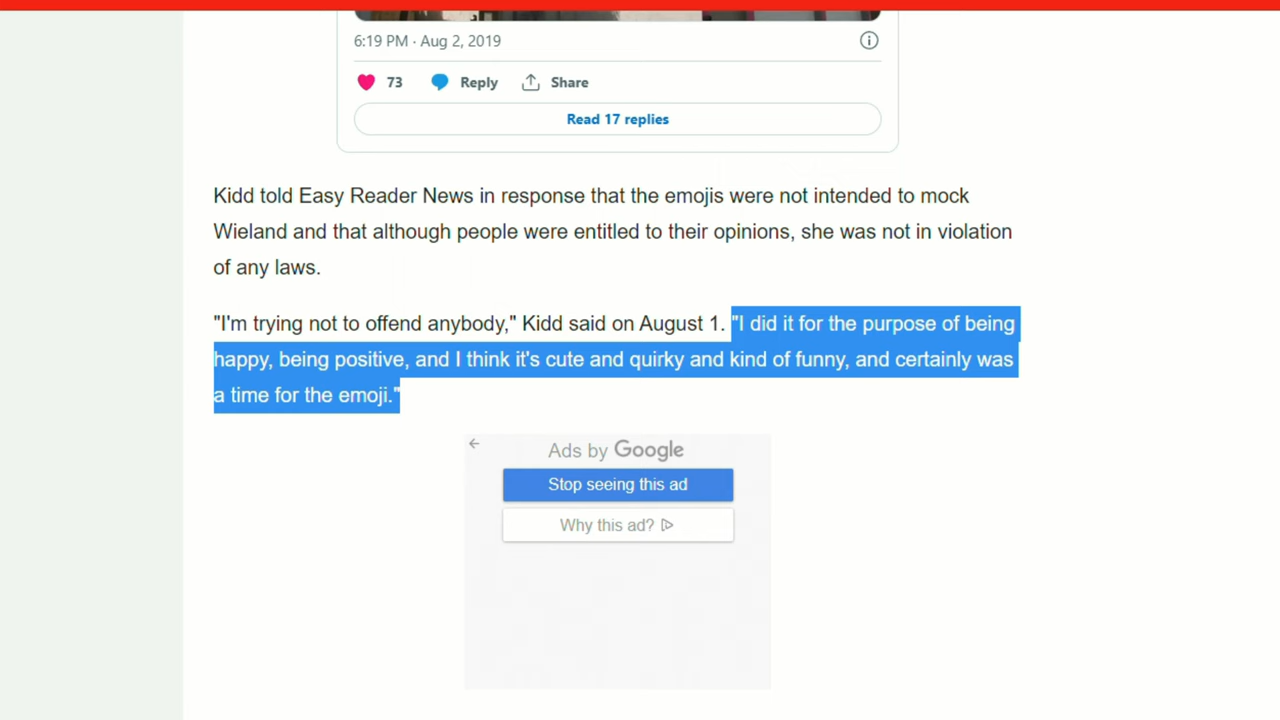 6:19 PM · Aug 2, 2019
73 Reply Share
Read 17 replies
Kidd told Easy Reader News in response that the emojis were not intended to mock
Wieland and that although people were entitled to their opinions, she was not in violation
of any laws.
"I'm trying not to offend anybody," Kidd said on August 1. "I did it for the purpose of being
happy, being positive, and I think it's cute and quirky and kind of funny, and certainly was
a time for the emoji."
Ads by Google
Stop seeing this ad
Why this ad?